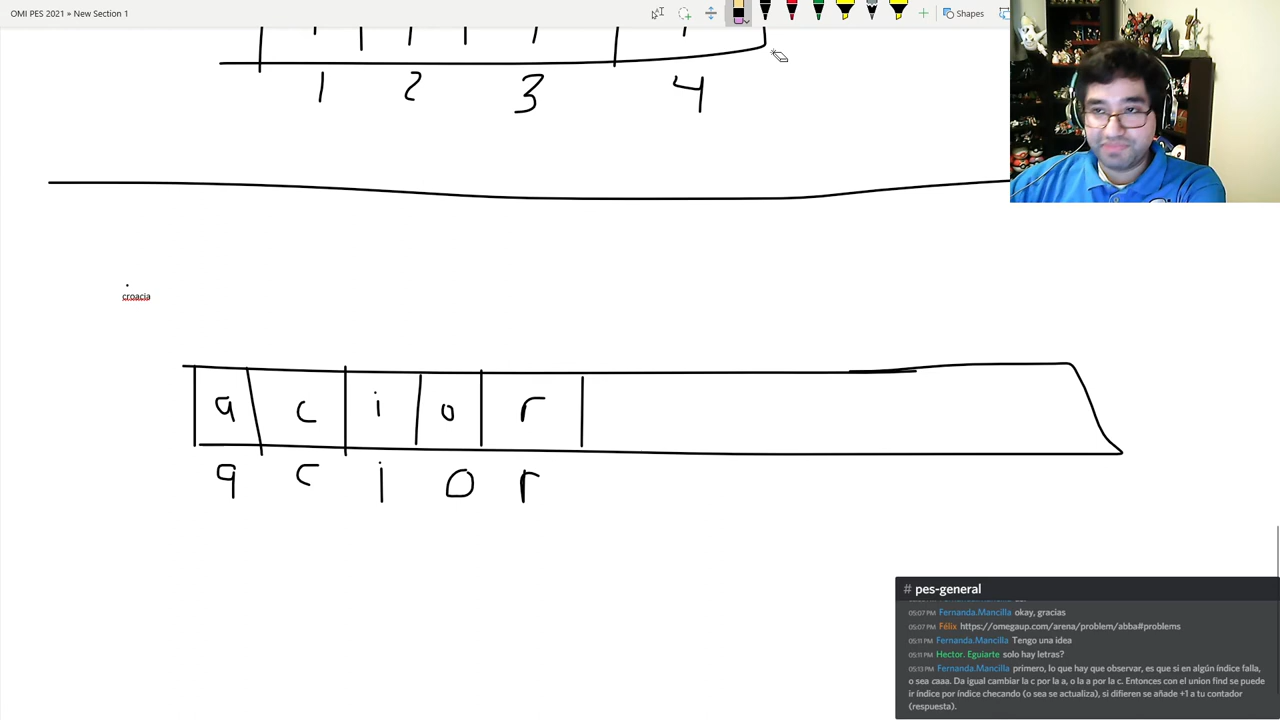 OMI PES 2021 » New Section 1
Shapes
1 2 3 4
croacia
a c i o r
a c i o r
# pes-general
05:07 PM Fernanda.Mancilla okay, gracias
05:07 PM Félix https://omegaup.com/arena/problem/abba#problems
05:11 PM Fernanda.Mancilla Tengo una idea
05:11 PM Hector. Eguiarte solo hay letras?
05:13 PM Fernanda.Mancilla primero, lo que hay que observar, es que si en algún índice falla,
o sea caaa. Da igual cambiar la c por la a, o la a por la c. Entonces con el union find se puede
ir índice por índice checando (o sea se actualiza), si difieren se añade +1 a tu contador
(respuesta).